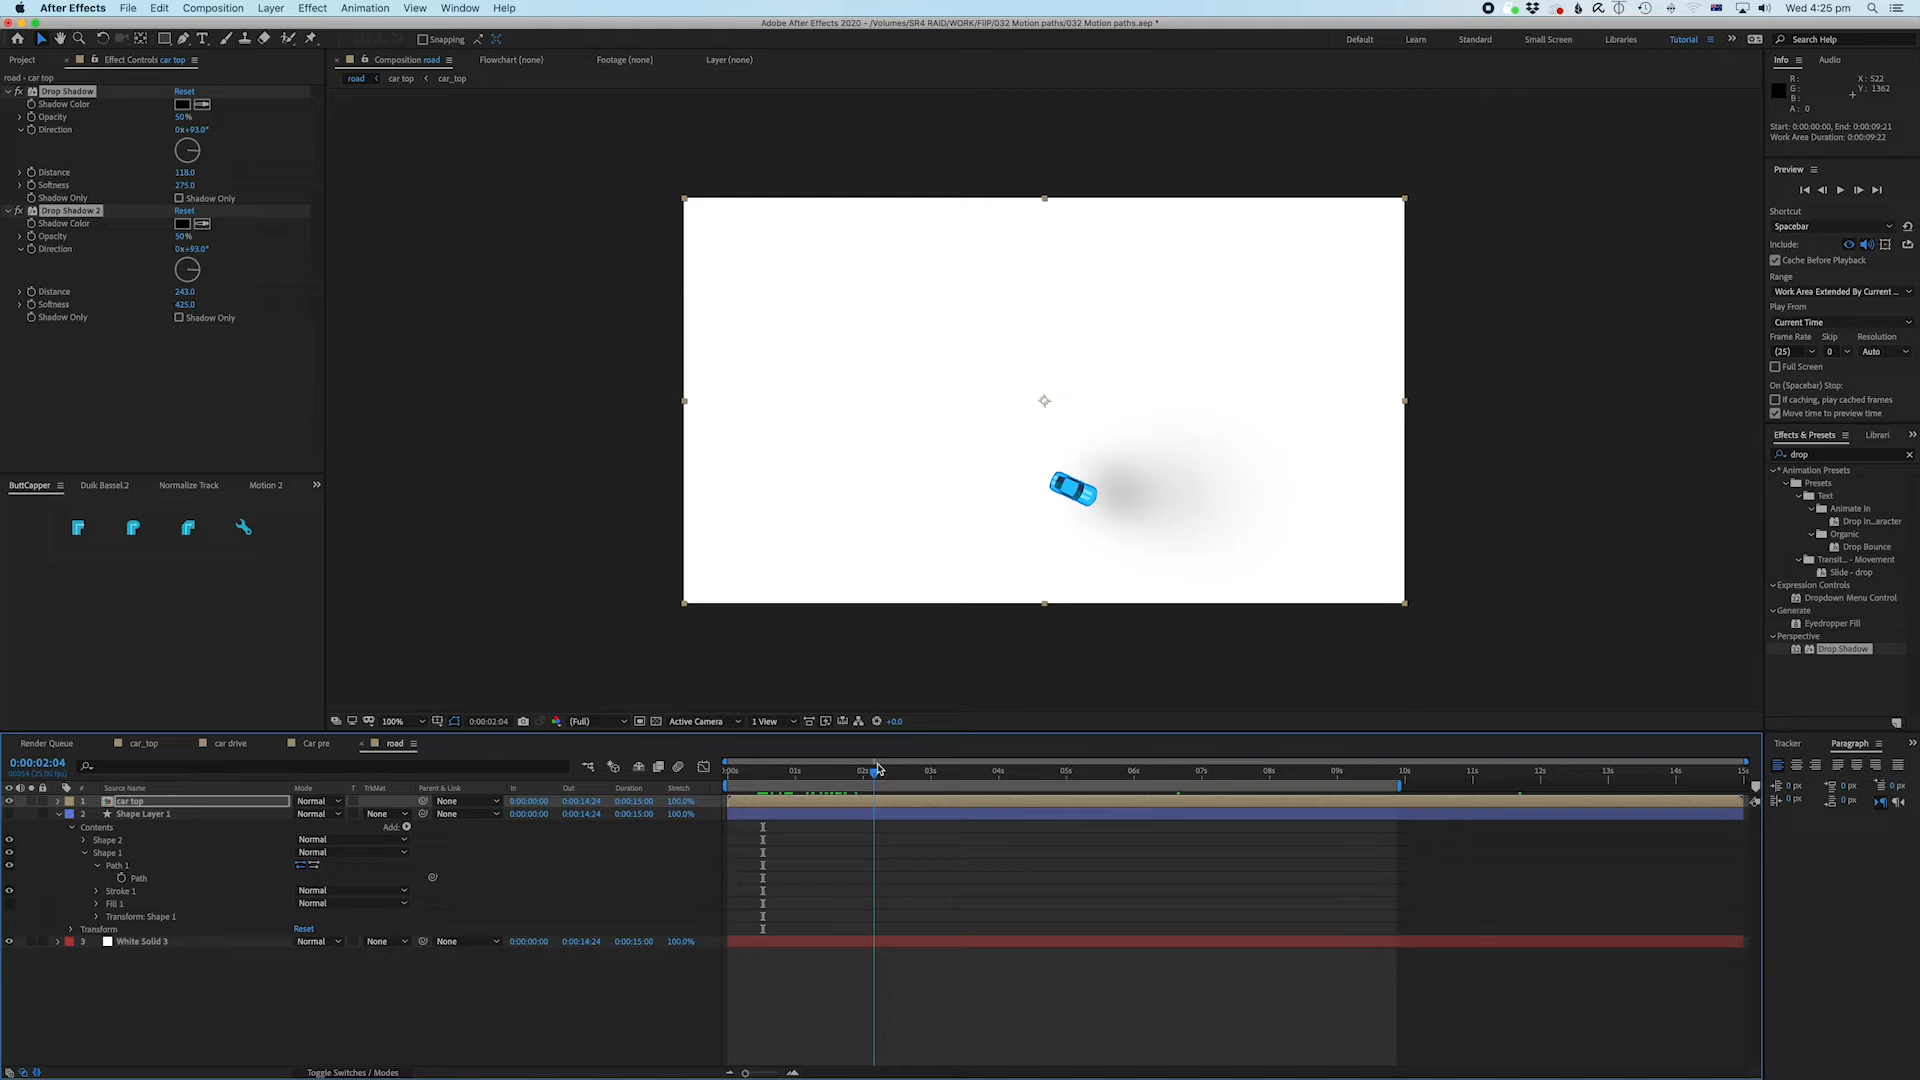 After Effects File Edit Composition Layer Effect Animation View Window Help Wed 4:25 pm
Adobe After Effects 2020 - /Volumes/SR4 RAID/WORK/FIIP/032 Motion paths/032 Motion paths.aep *
Snapping Default Learn Standard Small Screen Libraries Tutorial Search Help
Project Effect Controls car top Composition road Flowchart (none) Footage (none) Layer (none) Info Audio
road • car top road car top car_top
R: X: 522
G: Y: 1362
B:
A: 0
Start: 0:00:00:00, End: 0:00:09:21
Work Area Duration: 0:00:09:22
fx Drop Shadow Reset
Shadow Color
Opacity 50%
Direction 0x+93.0°
Distance 118.0
Softness 275.0
Shadow Only Shadow Only
fx Drop Shadow 2 Reset
Shadow Color
Opacity 50%
Direction 0x+93.0°
Distance 243.0
Softness 425.0
Shadow Only Shadow Only
Preview
Shortcut
Spacebar
Include:
Cache Before Playback
Range
Work Area Extended By Current ...
Play From
Current Time
Frame Rate Skip Resolution
(25) 0 Auto
Full Screen
On (Spacebar) Stop:
If caching, play cached frames
Move time to preview time
Effects & Presets Librari
drop
* Animation Presets
Presets
Text
Animate In
Drop In...aracter
Organic
Drop Bounce
Transit... - Movement
Slide - drop
Expression Controls
Dropdown Menu Control
Generate
Eyedropper Fill
Perspective
Drop Shadow
ButtCapper Duik Bassel.2 Normalize Track Motion 2
100% 0:00:02:04 (Full) Active Camera 1 View +0.0
Render Queue car_top car drive Car pre road
0:00:02:04
00054 (25.00 fps)
:00s 01s 02s 03s 04s 05s 06s 07s 08s 09s 10s 11s 12s 13s 14s 15s
# Source Name Mode T TrkMat Parent & Link In Out Duration Stretch
1 car top Normal None 0:00:00:00 0:00:14:24 0:00:15:00 100.0%
2 Shape Layer 1 Normal None None 0:00:00:00 0:00:14:24 0:00:15:00 100.0%
Contents Add:
Shape 2 Normal
Shape 1 Normal
Path 1
Path
Stroke 1 Normal
Fill 1 Normal
Transform: Shape 1
Transform Reset
3 White Solid 3 Normal None None 0:00:00:00 0:00:14:24 0:00:15:00 100.0%
Toggle Switches / Modes
Tracker Paragraph
0 px 0 px 0 px
0 px 0 px